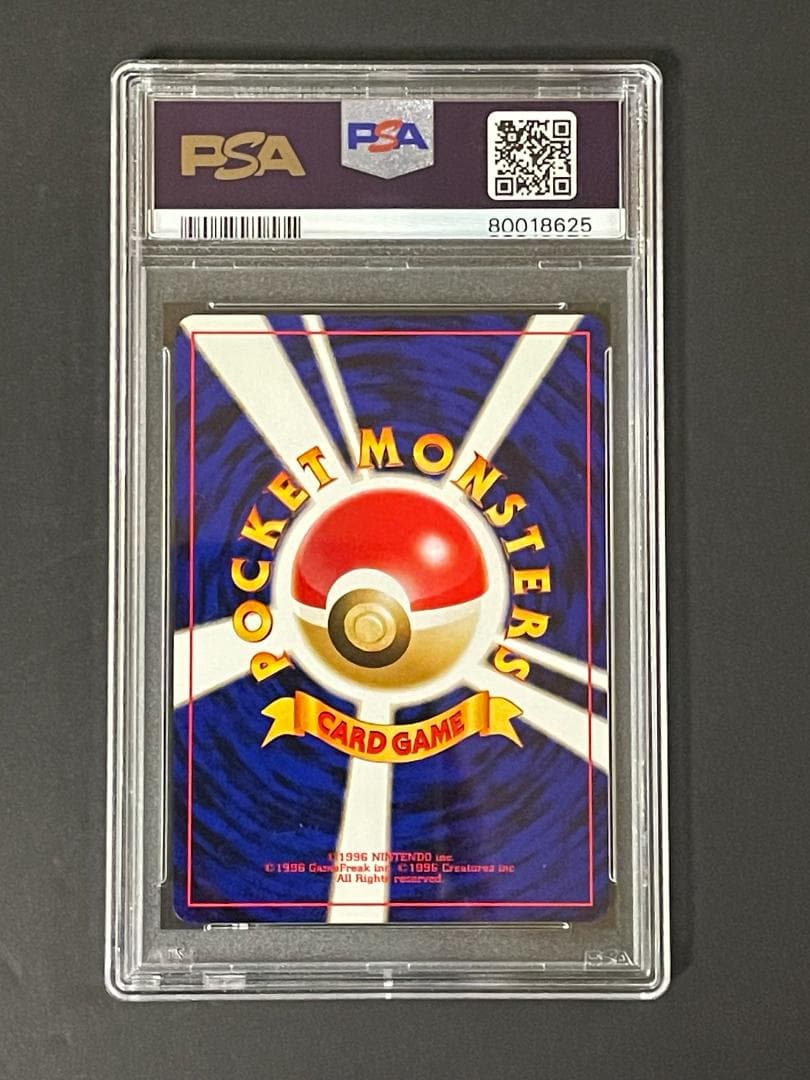 PSA
PSA
80018625
POCKET MONSTERS
CARD GAME
©1996 NINTENDO inc.
©1996 GameFreak inc. ©1996 Creatures inc.
All Rights reserved.
PSA